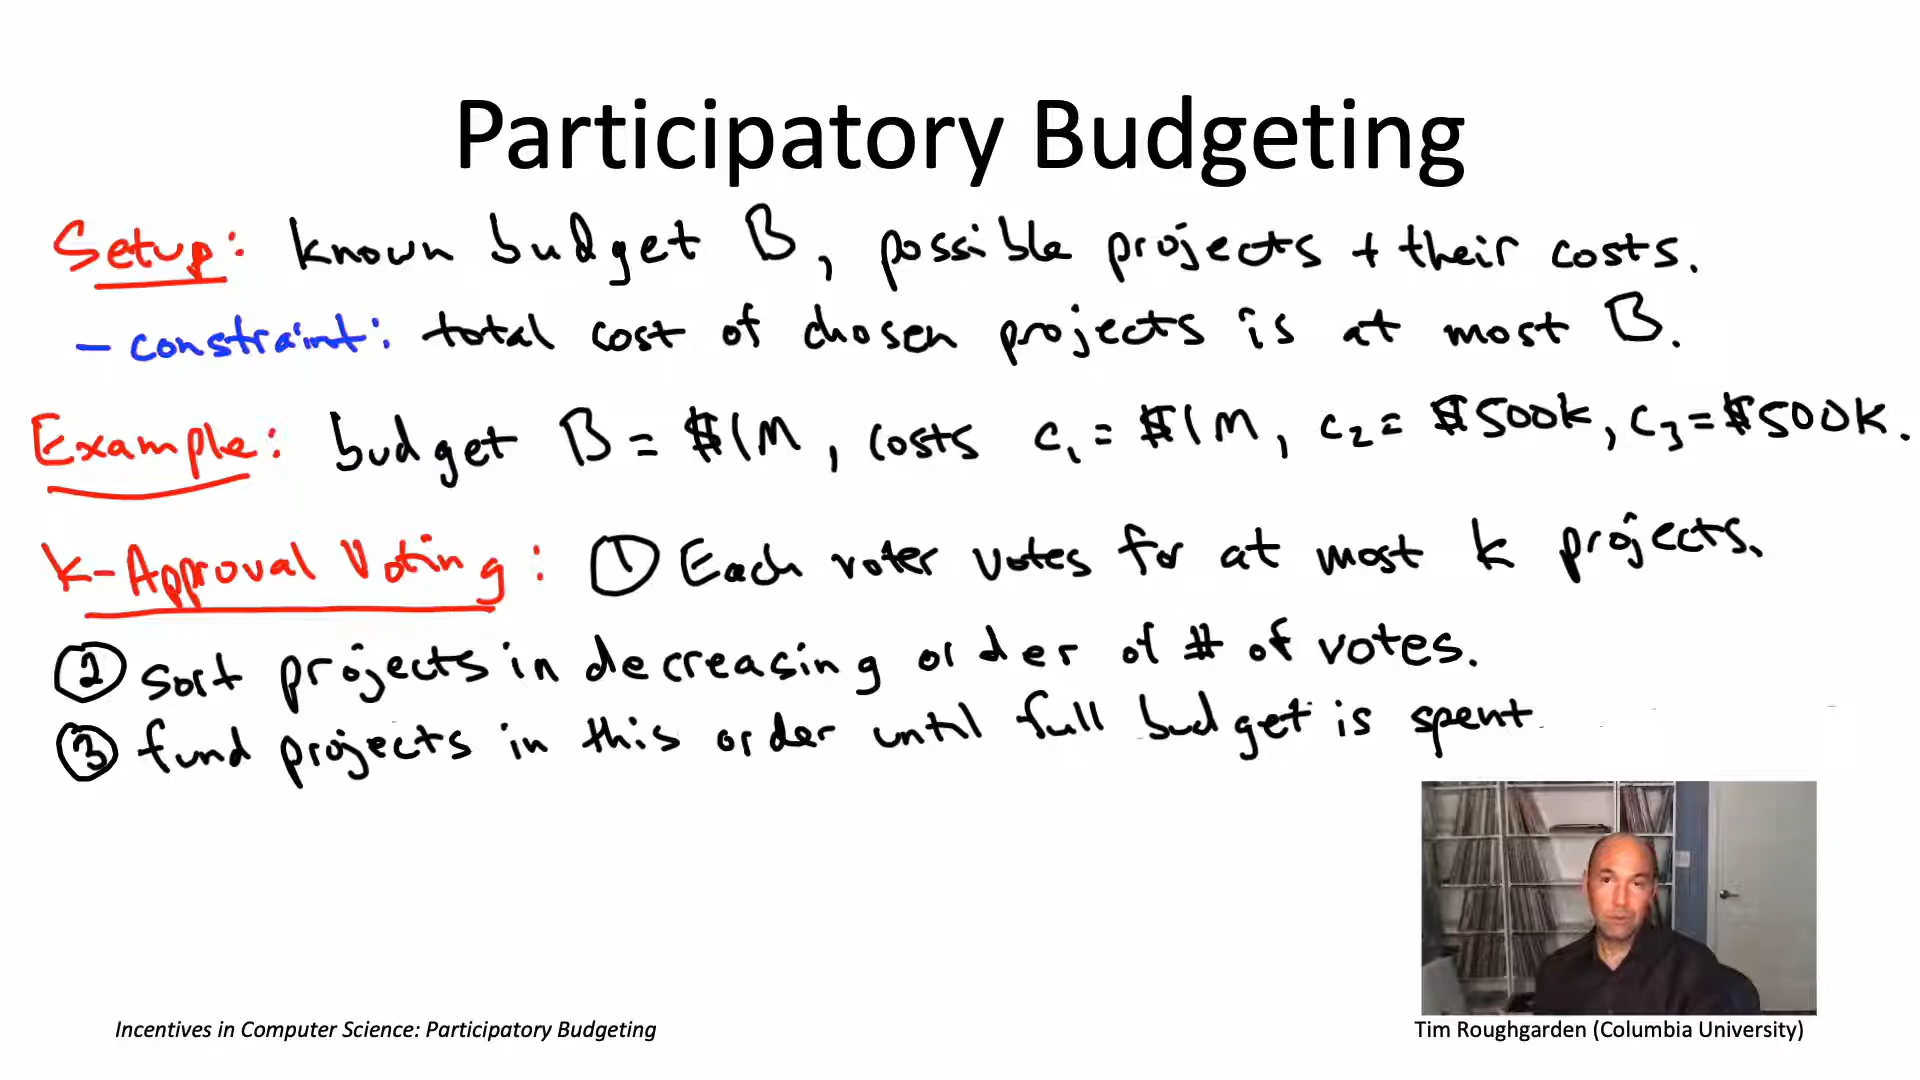 Participatory Budgeting
Setup: known budget B, possible projects + their costs.
- constraint: total cost of chosen projects is at most B.
Example: budget B = $1M, costs c₁ = $1M, c₂ = $500k, c₃ = $500k.
k-Approval Voting: ① Each voter votes for at most k projects.
② sort projects in decreasing order of # of votes.
③ fund projects in this order until full budget is spent.
Incentives in Computer Science: Participatory Budgeting
Tim Roughgarden (Columbia University)